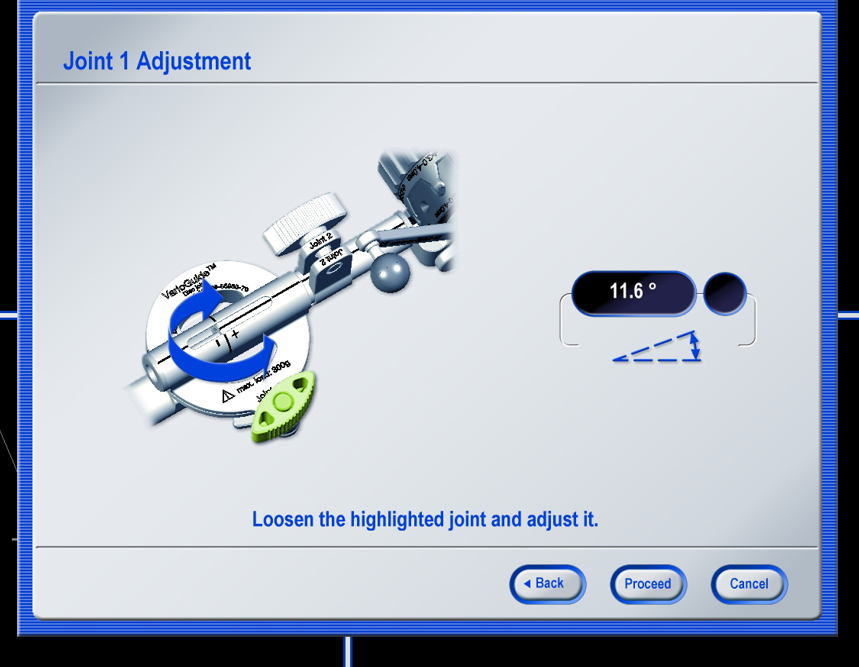 Joint 1 Adjustment
Joint 2
Joint 2
VarioGuide™
max. load: 300g
11.6 °
Loosen the highlighted joint and adjust it.
Back
Proceed
Cancel